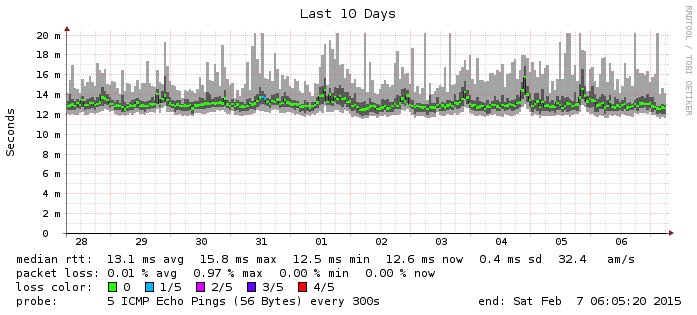 Last 10 Days
RRDTOOL / TOBI OETIKER
Seconds
20 m
18 m
16 m
14 m
12 m
10 m
8 m
6 m
4 m
2 m
0
28 29 30 31 01 02 03 04 05 06
median rtt: 13.1 ms avg 15.8 ms max 12.5 ms min 12.6 ms now 0.4 ms sd 32.4 am/s
packet loss: 0.01 % avg 0.97 % max 0.00 % min 0.00 % now
loss color: 0 1/5 2/5 3/5 4/5
probe: 5 ICMP Echo Pings (56 Bytes) every 300s end: Sat Feb 7 06:05:20 2015